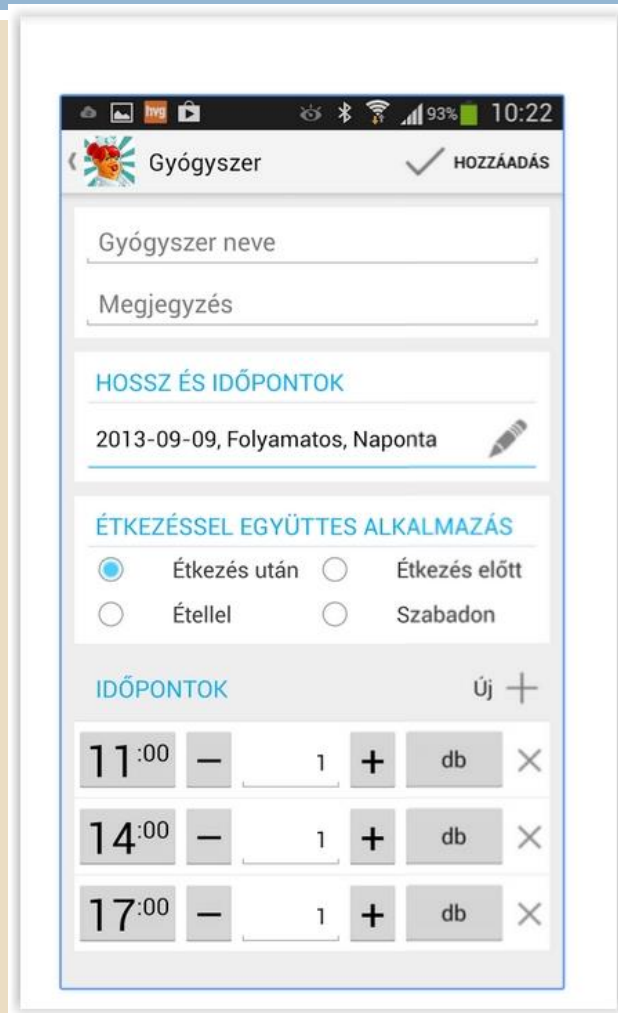 hvg 93% 10:22
Gyógyszer HOZZÁADÁS
Gyógyszer neve
Megjegyzés
HOSSZ ÉS IDŐPONTOK
2013-09-09, Folyamatos, Naponta
ÉTKEZÉSSEL EGYÜTTES ALKALMAZÁS
Étkezés után Étkezés előtt
Étellel Szabadon
IDŐPONTOK Új +
11:00 − 1 + db ×
14:00 − 1 + db ×
17:00 − 1 + db ×